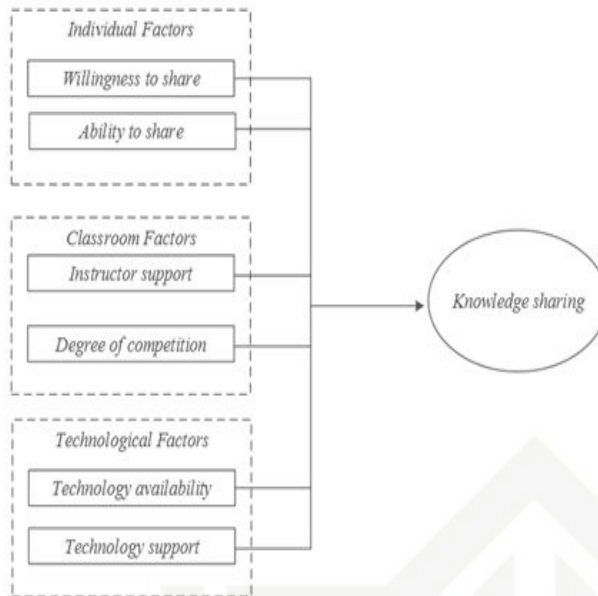 Individual Factors
Willingness to share
Ability to share
Classroom Factors
Instructor support
Degree of competition
Technological Factors
Technology availability
Technology support
Knowledge sharing